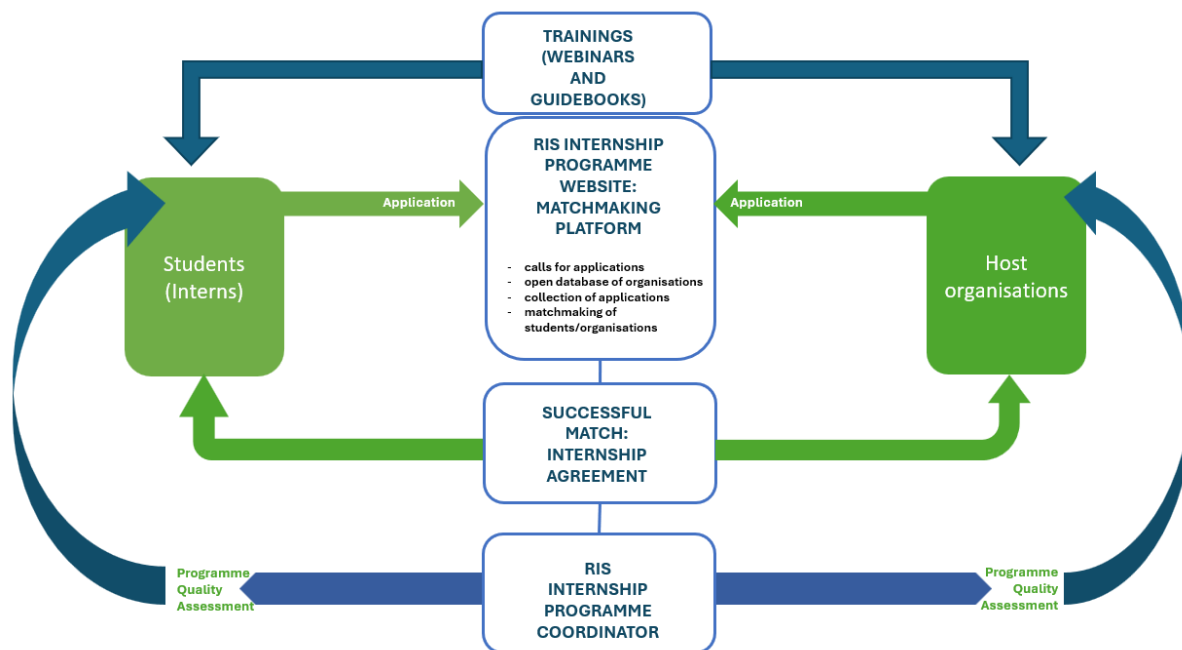 TRAININGS
(WEBINARS
AND
GUIDEBOOKS)
RIS INTERNSHIP
PROGRAMME
WEBSITE:
MATCHMAKING
PLATFORM
- calls for applications
- open database of organisations
- collection of applications
- matchmaking of
students/organisations
Application
Application
Students
(Interns)
Host
organisations
SUCCESSFUL
MATCH:
INTERNSHIP
AGREEMENT
Programme
Quality
Assessment
RIS
INTERNSHIP
PROGRAMME
COORDINATOR
Programme
Quality
Assessment